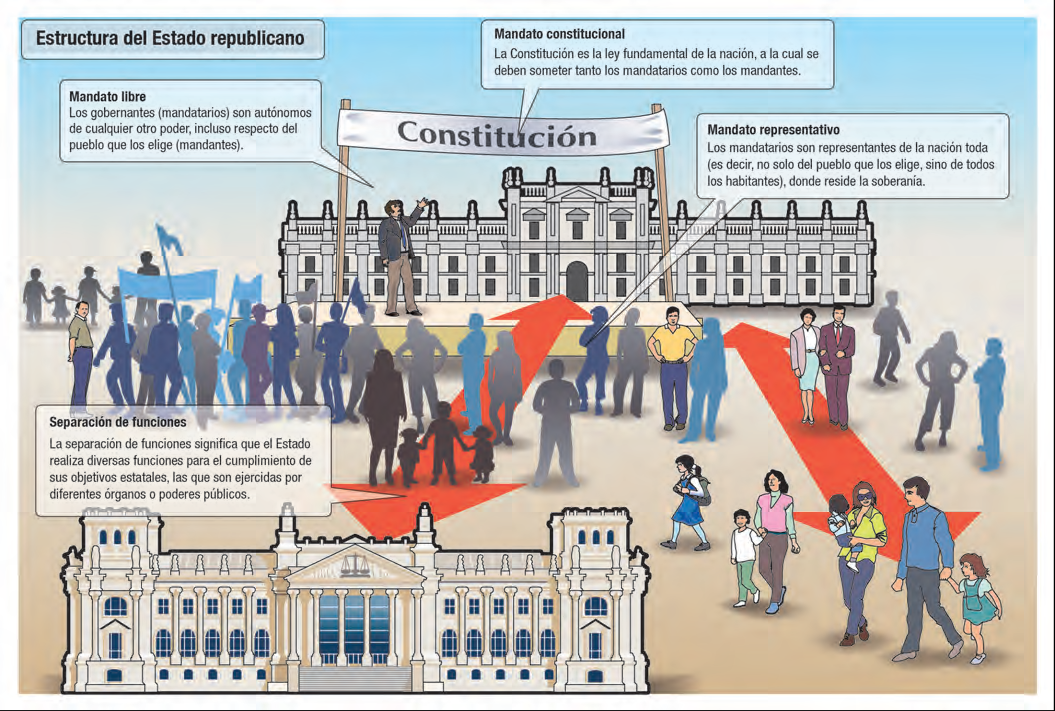 Estructura del Estado republicano
Mandato constitucional
La Constitución es la ley fundamental de la nación, a la cual se
deben someter tanto los mandatarios como los mandantes.
Mandato libre
Los gobernantes (mandatarios) son autónomos
de cualquier otro poder, incluso respecto del
pueblo que los elige (mandantes).
Constitución
Mandato representativo
Los mandatarios son representantes de la nación toda
(es decir, no solo del pueblo que los elige, sino de todos
los habitantes), donde reside la soberanía.
Separación de funciones
La separación de funciones significa que el Estado
realiza diversas funciones para el cumplimiento de
sus objetivos estatales, las que son ejercidas por
diferentes órganos o poderes públicos.